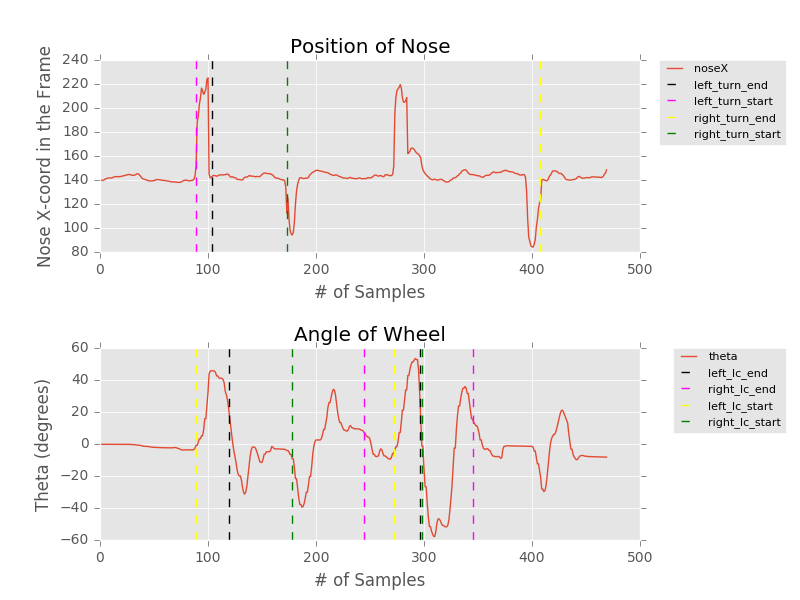 Position of Nose
Nose X-coord in the Frame
240
220
200
180
160
140
120
100
80
0 100 200 300 400 500
# of Samples
noseX
left_turn_end
left_turn_start
right_turn_end
right_turn_start
Angle of Wheel
Theta (degrees)
60
40
20
0
−20
−40
−60
0 100 200 300 400 500
# of Samples
theta
left_lc_end
right_lc_end
left_lc_start
right_lc_start